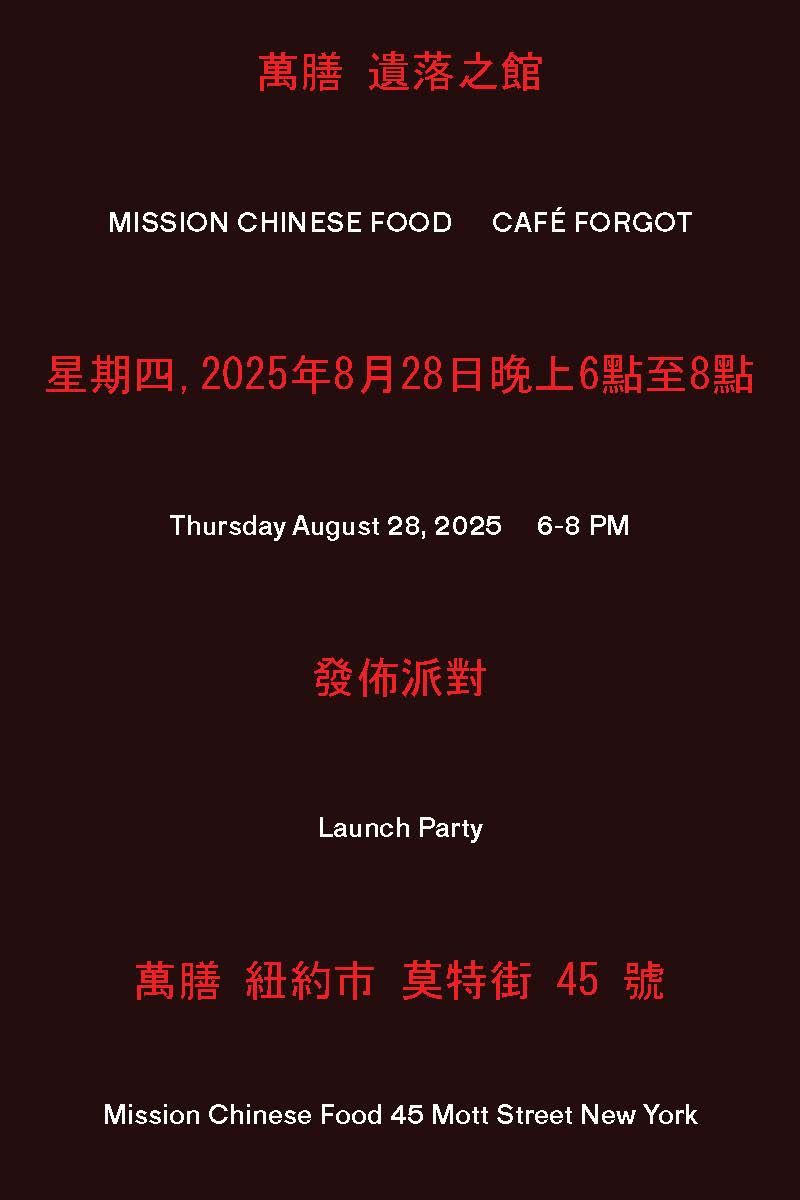 萬膳 遺落之館
MISSION CHINESE FOOD CAFÉ FORGOT
星期四, 2025年8月28日晚上6點至8點
Thursday August 28, 2025 6-8 PM
發佈派對
Launch Party
萬膳 紐約市 莫特街 45 號
Mission Chinese Food 45 Mott Street New York